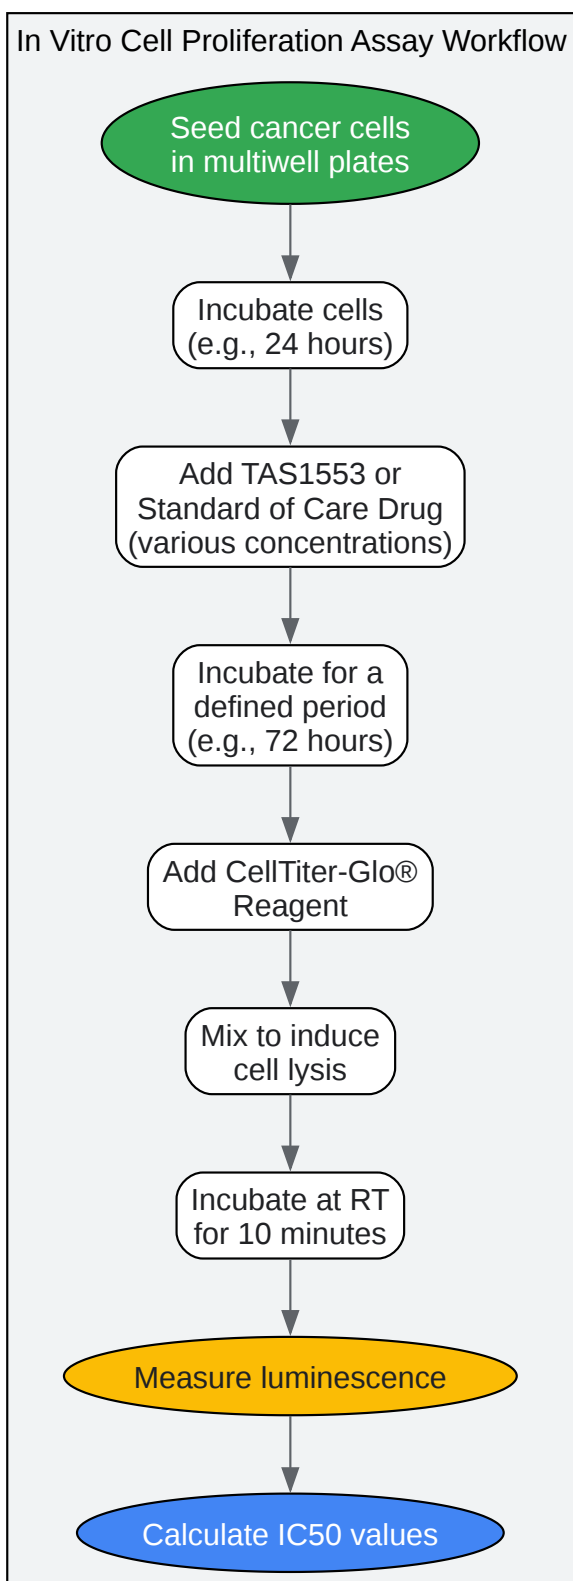 In Vitro Cell Proliferation Assay Workflow
Seed cancer cells
in multiwell plates
Incubate cells
(e.g., 24 hours)
Add TAS1553 or
Standard of Care Drug
(various concentrations)
Incubate for a
defined period
(e.g., 72 hours)
Add CellTiter-Glo®
Reagent
Mix to induce
cell lysis
Incubate at RT
for 10 minutes
Measure luminescence
Calculate IC50 values